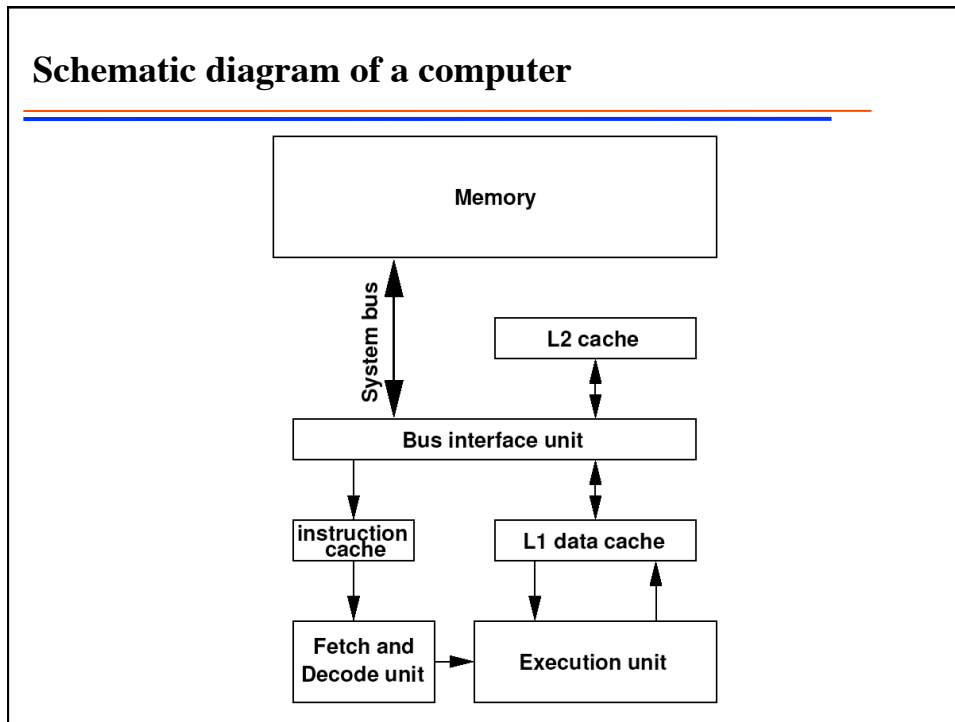 Schematic diagram of a computer
Memory
System bus
L2 cache
Bus interface unit
instruction
cache
L1 data cache
Fetch and
Decode unit
Execution unit